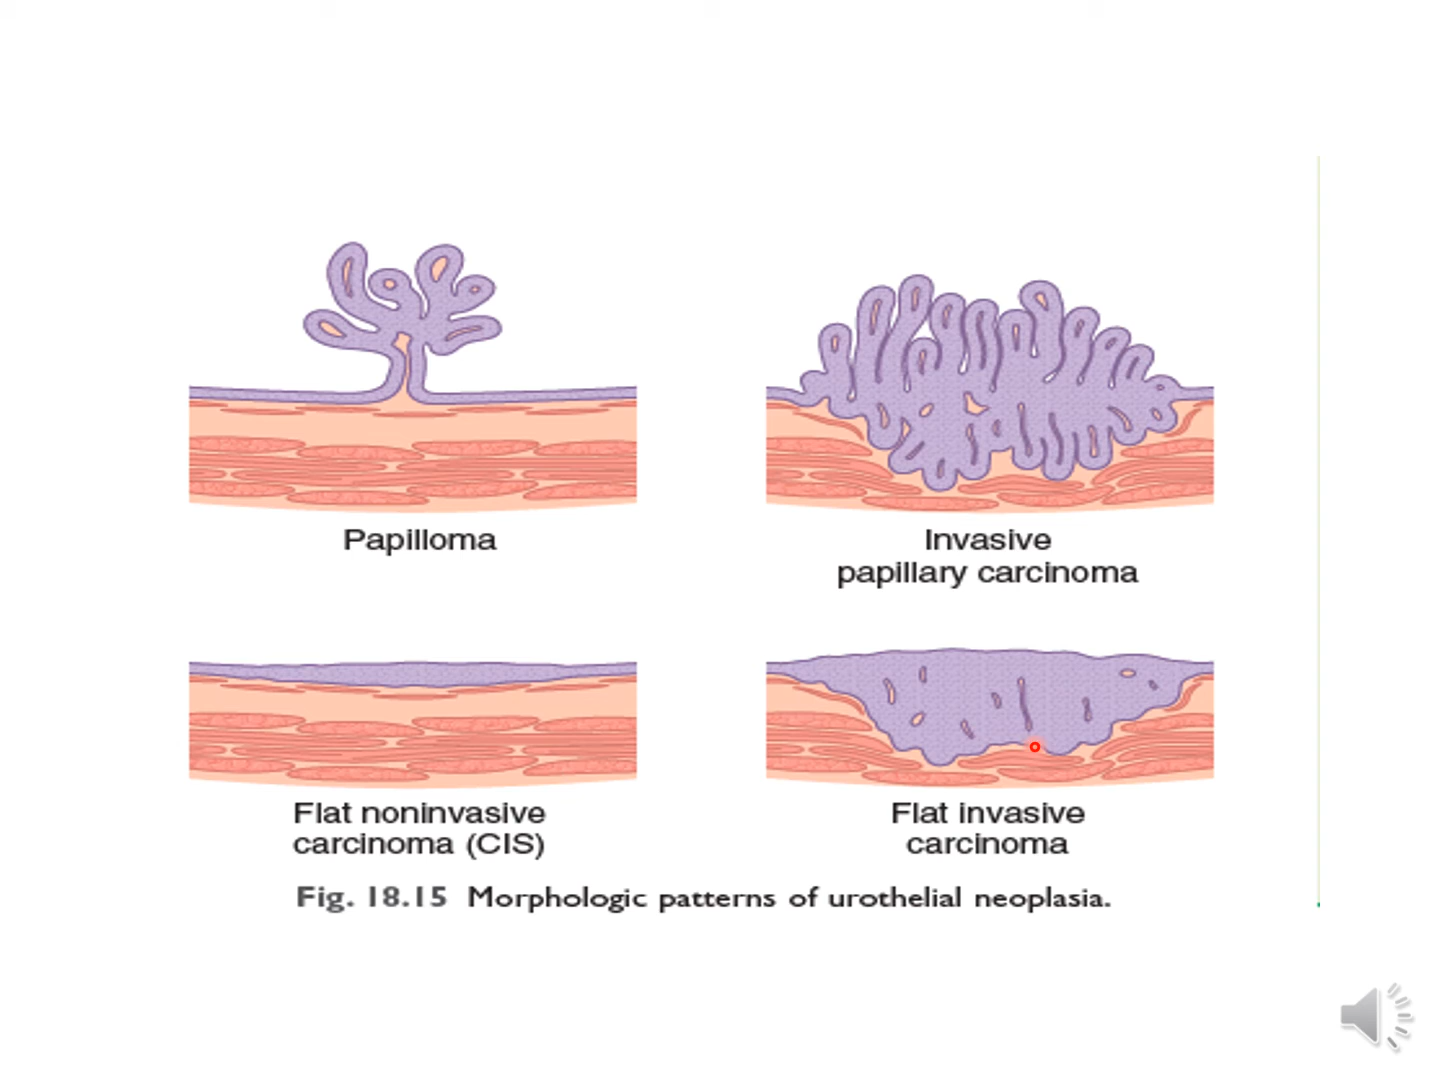 Papilloma
Invasive
papillary carcinoma
Flat noninvasive
carcinoma (CIS)
Flat invasive
carcinoma
Fig. 18.15 Morphologic patterns of urothelial neoplasia.